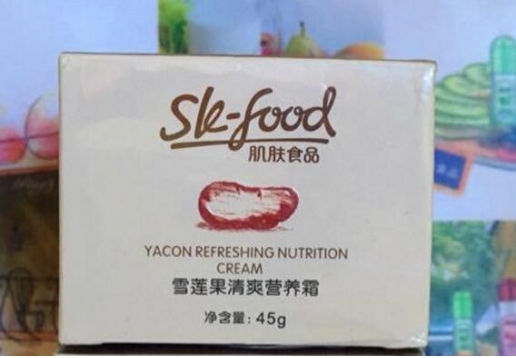 Sk-food
肌肤食品
YACON REFRESHING NUTRITION
CREAM
雪莲果清爽营养霜
净含量: 45g